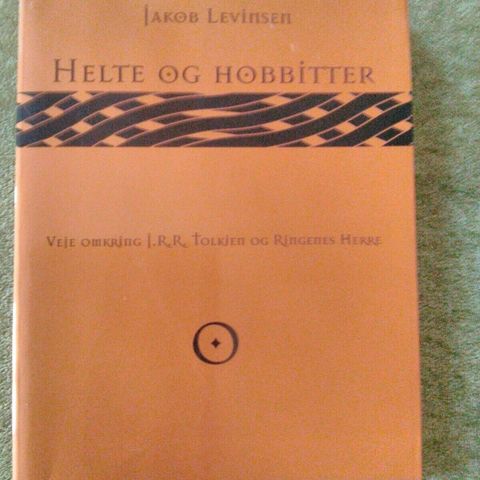 Jakob Levinsen
Helte og hobbitter
Veje omkring J.R.R. Tolkien og Ringenes Herre